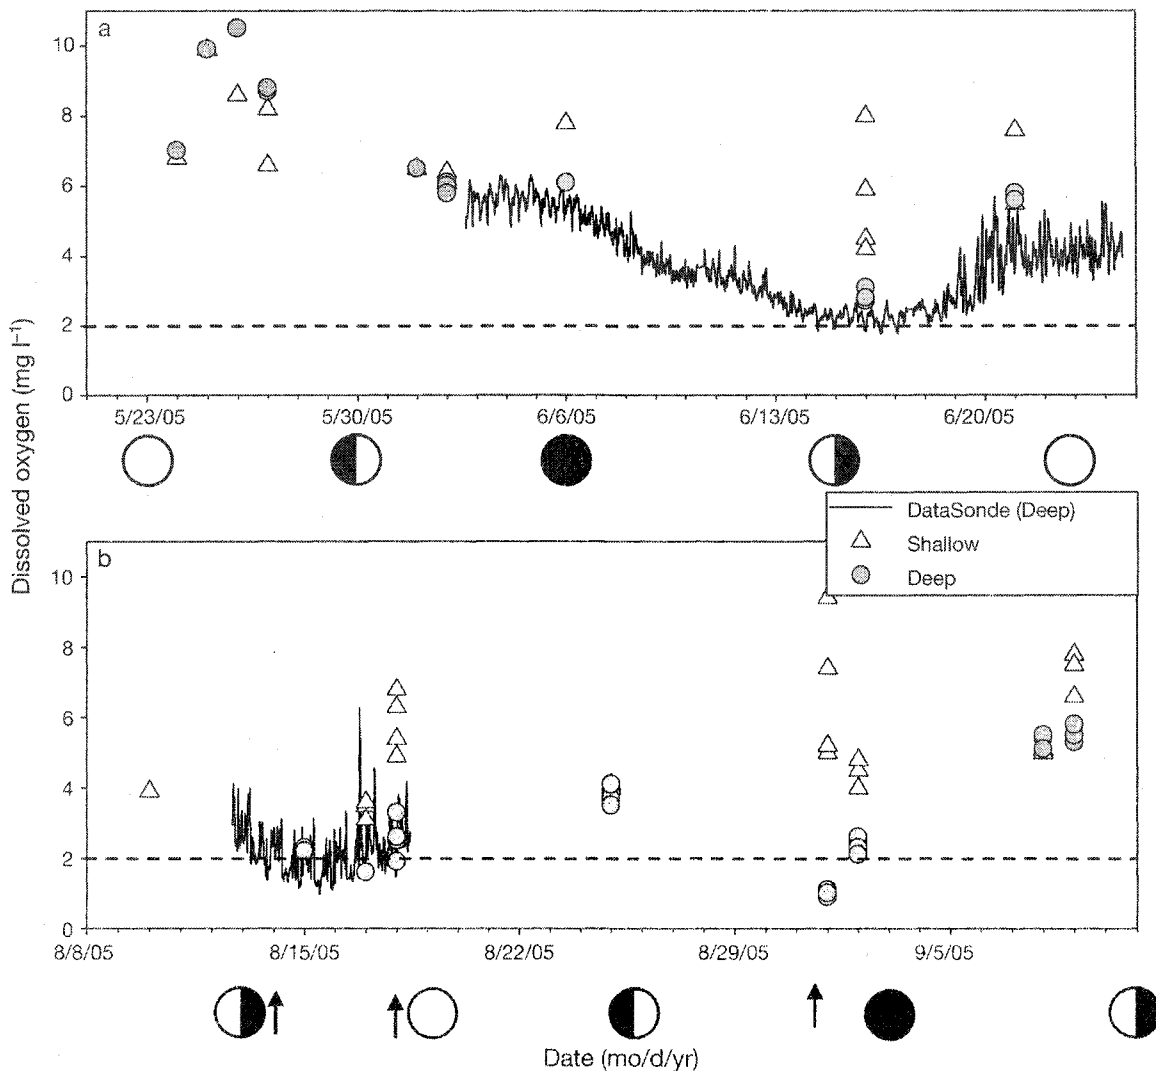 a
10
8
6
4
2
0
5/23/05 5/30/05 6/6/05 6/13/05 6/20/05
Dissolved oxygen (mg l⁻¹)
DataSonde (Deep)
Shallow
Deep
b
10
8
6
4
2
0
8/8/05 8/15/05 8/22/05 8/29/05 9/5/05
Date (mo/d/yr)